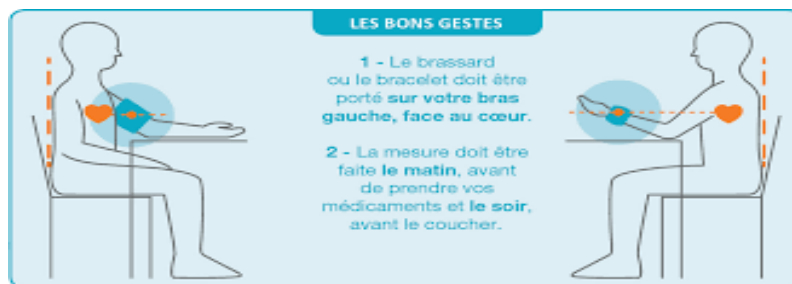 LES BONS GESTES
1 - Le brassard
ou le bracelet doit être
porté sur votre bras
gauche, face au cœur.
2 - La mesure doit être
faite le matin, avant
de prendre vos
médicaments et le soir,
avant le coucher.